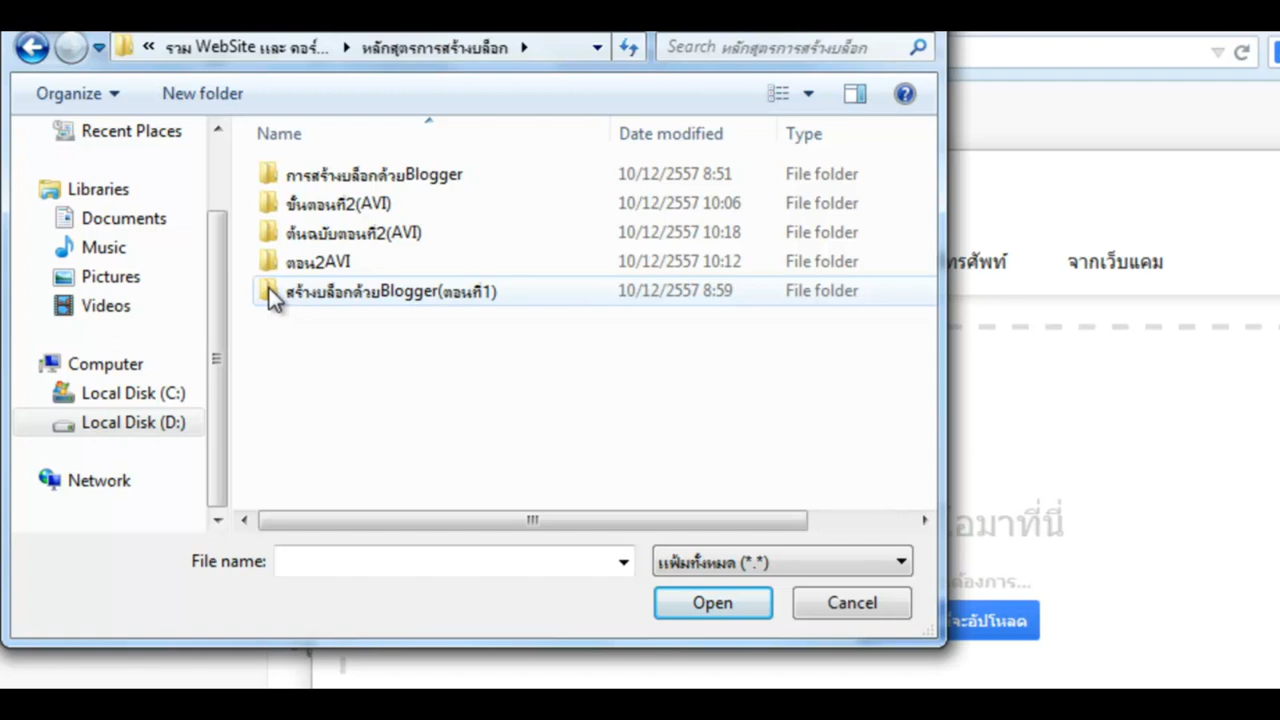 « รวม WebSite และ คอร์... ▸ หลักสูตรการสร้างบล็อก ▸
Search หลักสูตรการสร้างบล็อก
Organize
New folder
Recent Places
Libraries
Documents
Music
Pictures
Videos
Computer
Local Disk (C:)
Local Disk (D:)
Network
Name Date modified Type
การสร้างบล็อกด้วยBlogger 10/12/2557 8:51 File folder
ขั้นตอนที่2(AVI) 10/12/2557 10:06 File folder
ต้นฉบับตอนที่2(AVI) 10/12/2557 10:18 File folder
ตอน2AVI 10/12/2557 10:12 File folder
สร้างบล็อกด้วยBlogger(ตอนที่1) 10/12/2557 8:59 File folder
File name:
แฟ้มทั้งหมด (*.*)
Open
Cancel
จากเว็บแคม
มาที่นี่
ต้องการ...
จะอัปโหลด